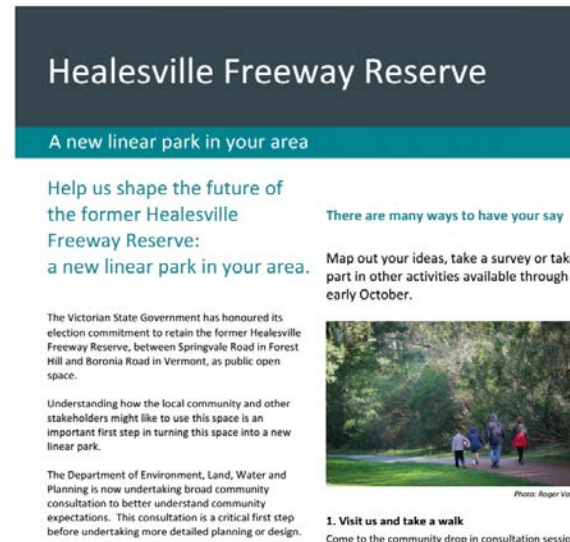 Healesville Freeway Reserve
A new linear park in your area
Help us shape the future of
the former Healesville
Freeway Reserve:
a new linear park in your area.
The Victorian State Government has honoured its
election commitment to retain the former Healesville
Freeway Reserve, between Springvale Road in Forest
Hill and Boronia Road in Vermont, as public open
space.
Understanding how the local community and other
stakeholders might like to use this space is an
important first step in turning this space into a new
linear park.
The Department of Environment, Land, Water and
Planning is now undertaking broad community
consultation to better understand community
expectations. This consultation is a critical first step
before undertaking more detailed planning or design.
There are many ways to have your say
Map out your ideas, take a survey or
part in other activities available through
early October.
Photo: Roger
1. Visit us and take a walk
Come to the community drop in consultation